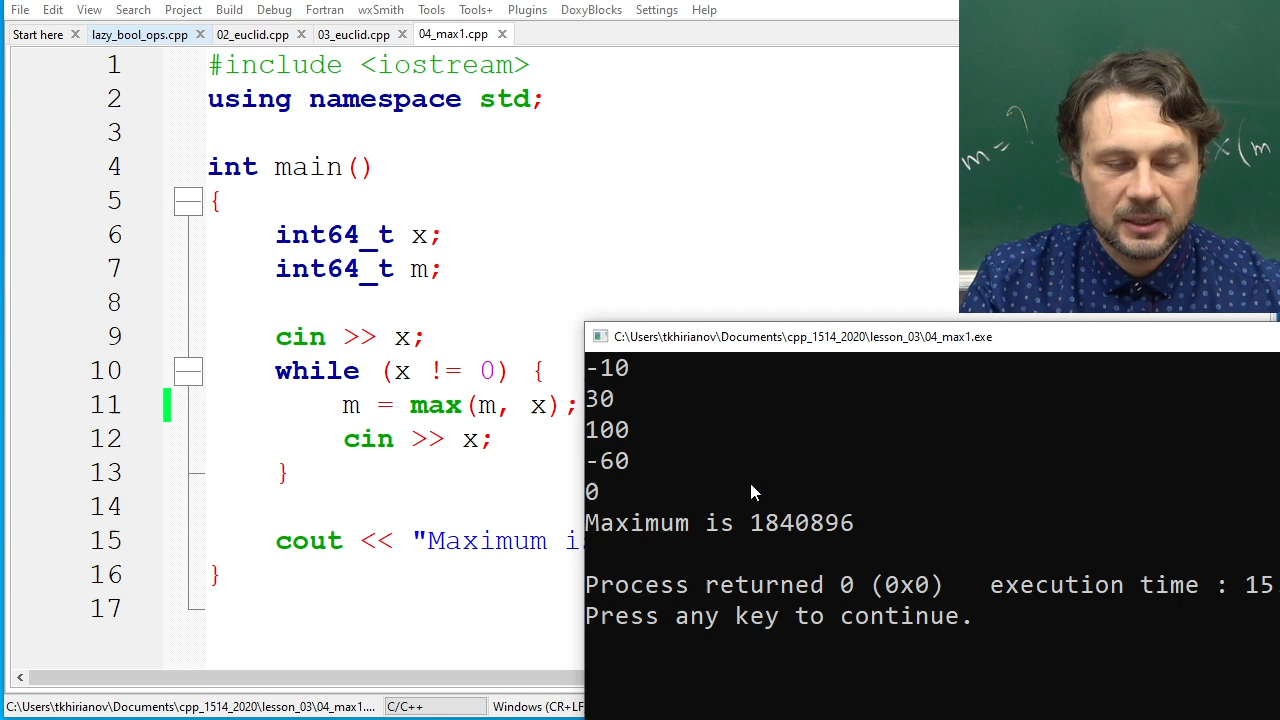 File Edit View Search Project Build Debug Fortran wxSmith Tools Tools+ Plugins DoxyBlocks Settings Help
Start here lazy_bool_ops.cpp 02_euclid.cpp 03_euclid.cpp 04_max1.cpp
1 #include <iostream>
2 using namespace std;
3
4 int main()
5 {
6 int64_t x;
7 int64_t m;
8
9 cin >> x;
10 while (x != 0) {
11 m = max(m, x);
12 cin >> x;
13 }
14
15 cout << "Maximum i
16 }
17
C:\Users\tkhirianov\Documents\cpp_1514_2020\lesson_03\04_max1.... C/C++ Windows (CR+LF
C:\Users\tkhirianov\Documents\cpp_1514_2020\lesson_03\04_max1.exe
-10
30
100
-60
0
Maximum is 1840896
Process returned 0 (0x0) execution time : 15
Press any key to continue.
m = ?
x(m